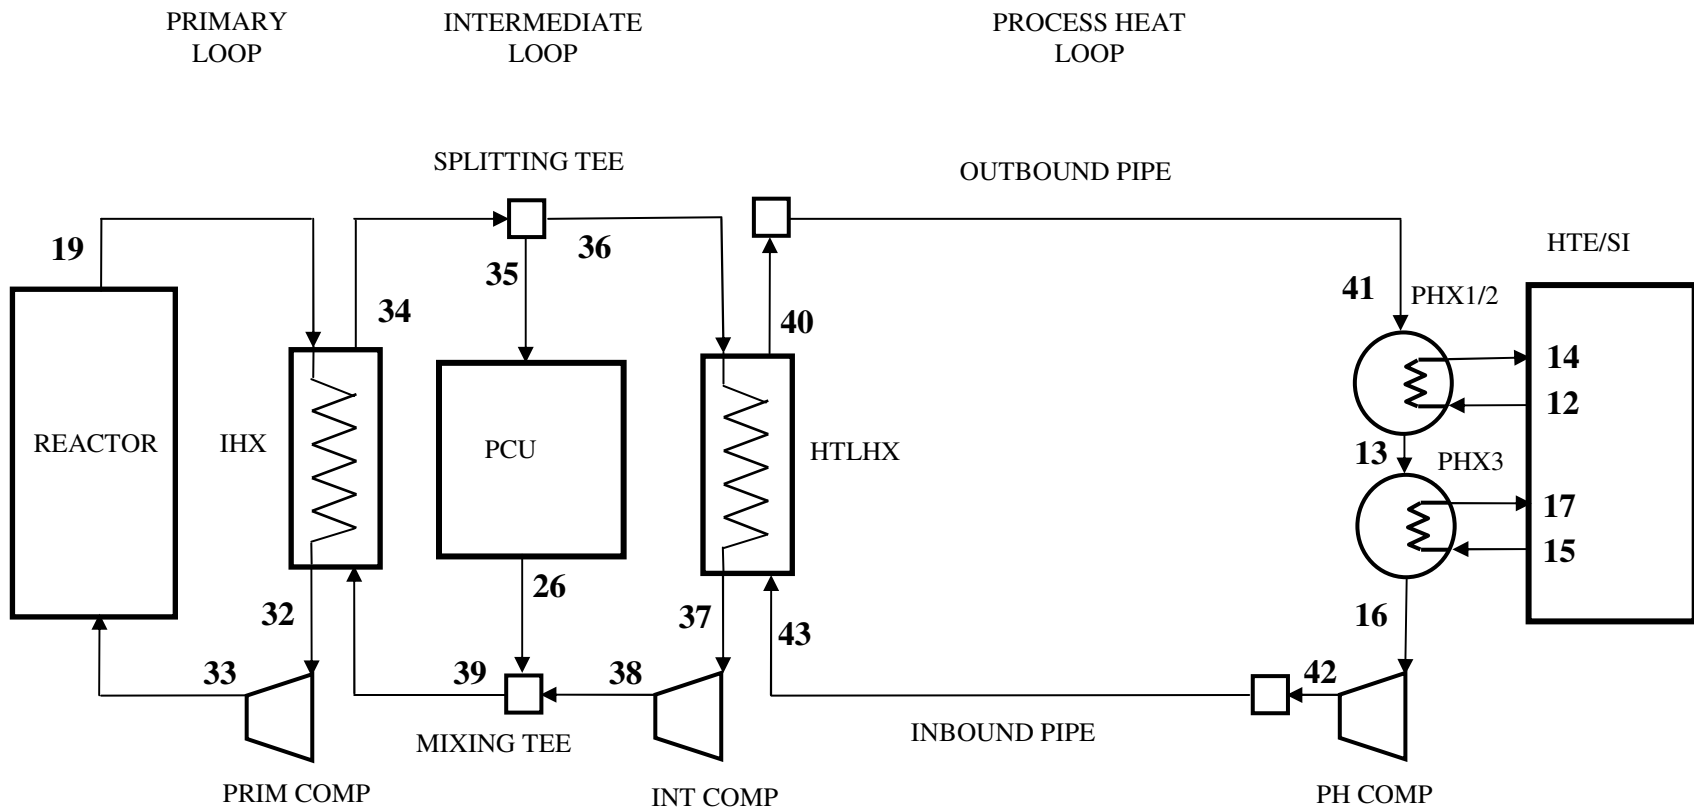 PRIMARY
LOOP
INTERMEDIATE
LOOP
PROCESS HEAT
LOOP
SPLITTING TEE
OUTBOUND PIPE
19
36
HTE/SI
35
34
40
41
PHX1/2
14
12
REACTOR
IHX
PCU
HTLHX
13
PHX3
17
15
26
32
37
43
16
33
39
38
42
MIXING TEE
INBOUND PIPE
PRIM COMP
INT COMP
PH COMP